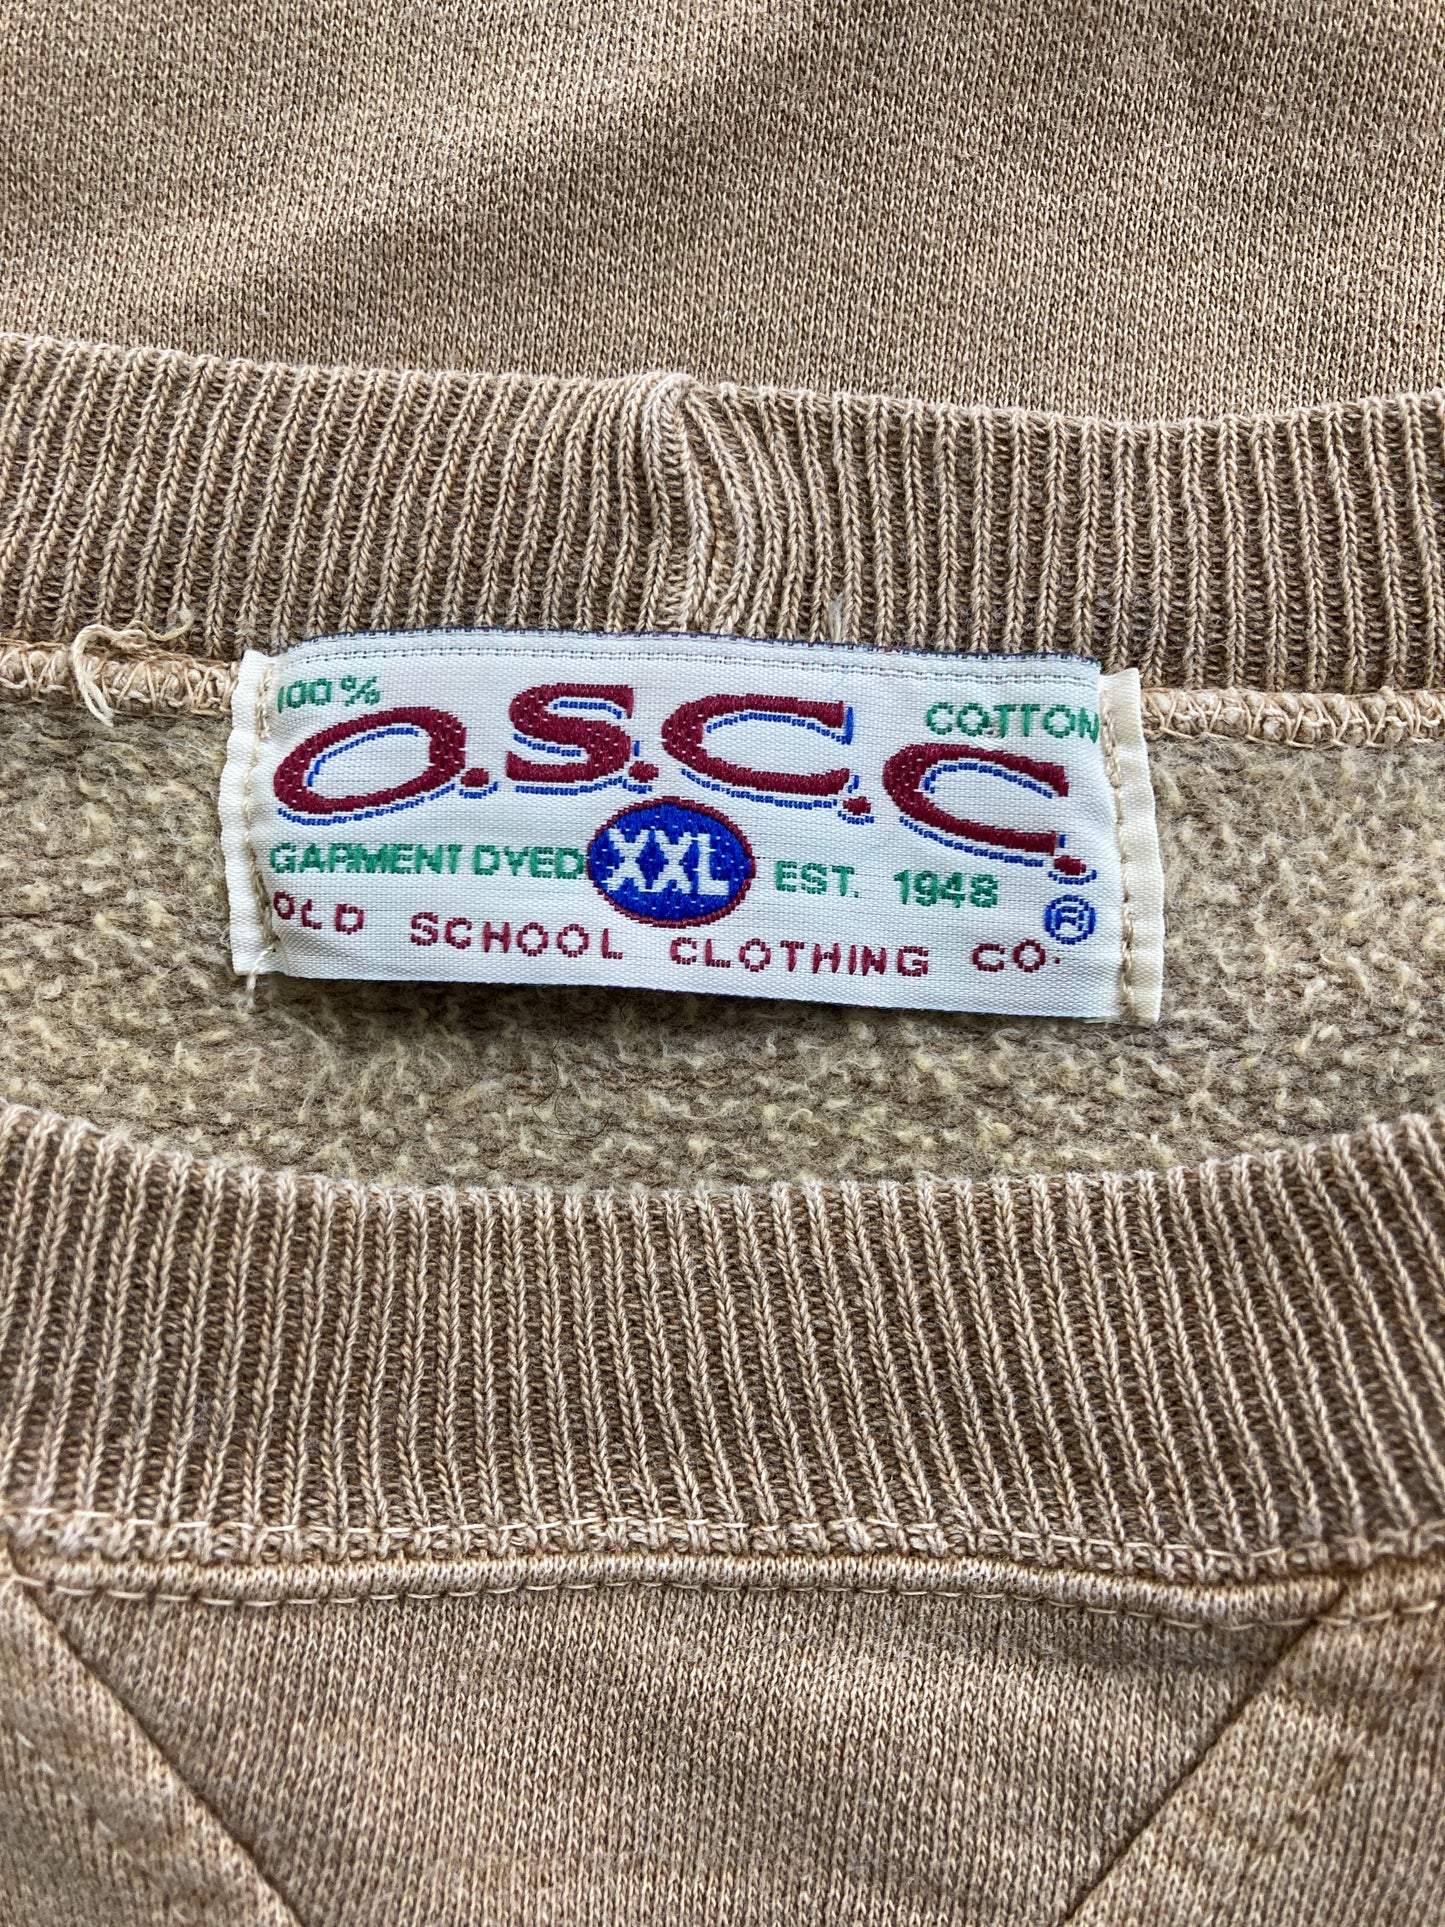 100% COTTON
O.S.C.C.
GARMENT DYED XXL EST. 1948
OLD SCHOOL CLOTHING CO. ®